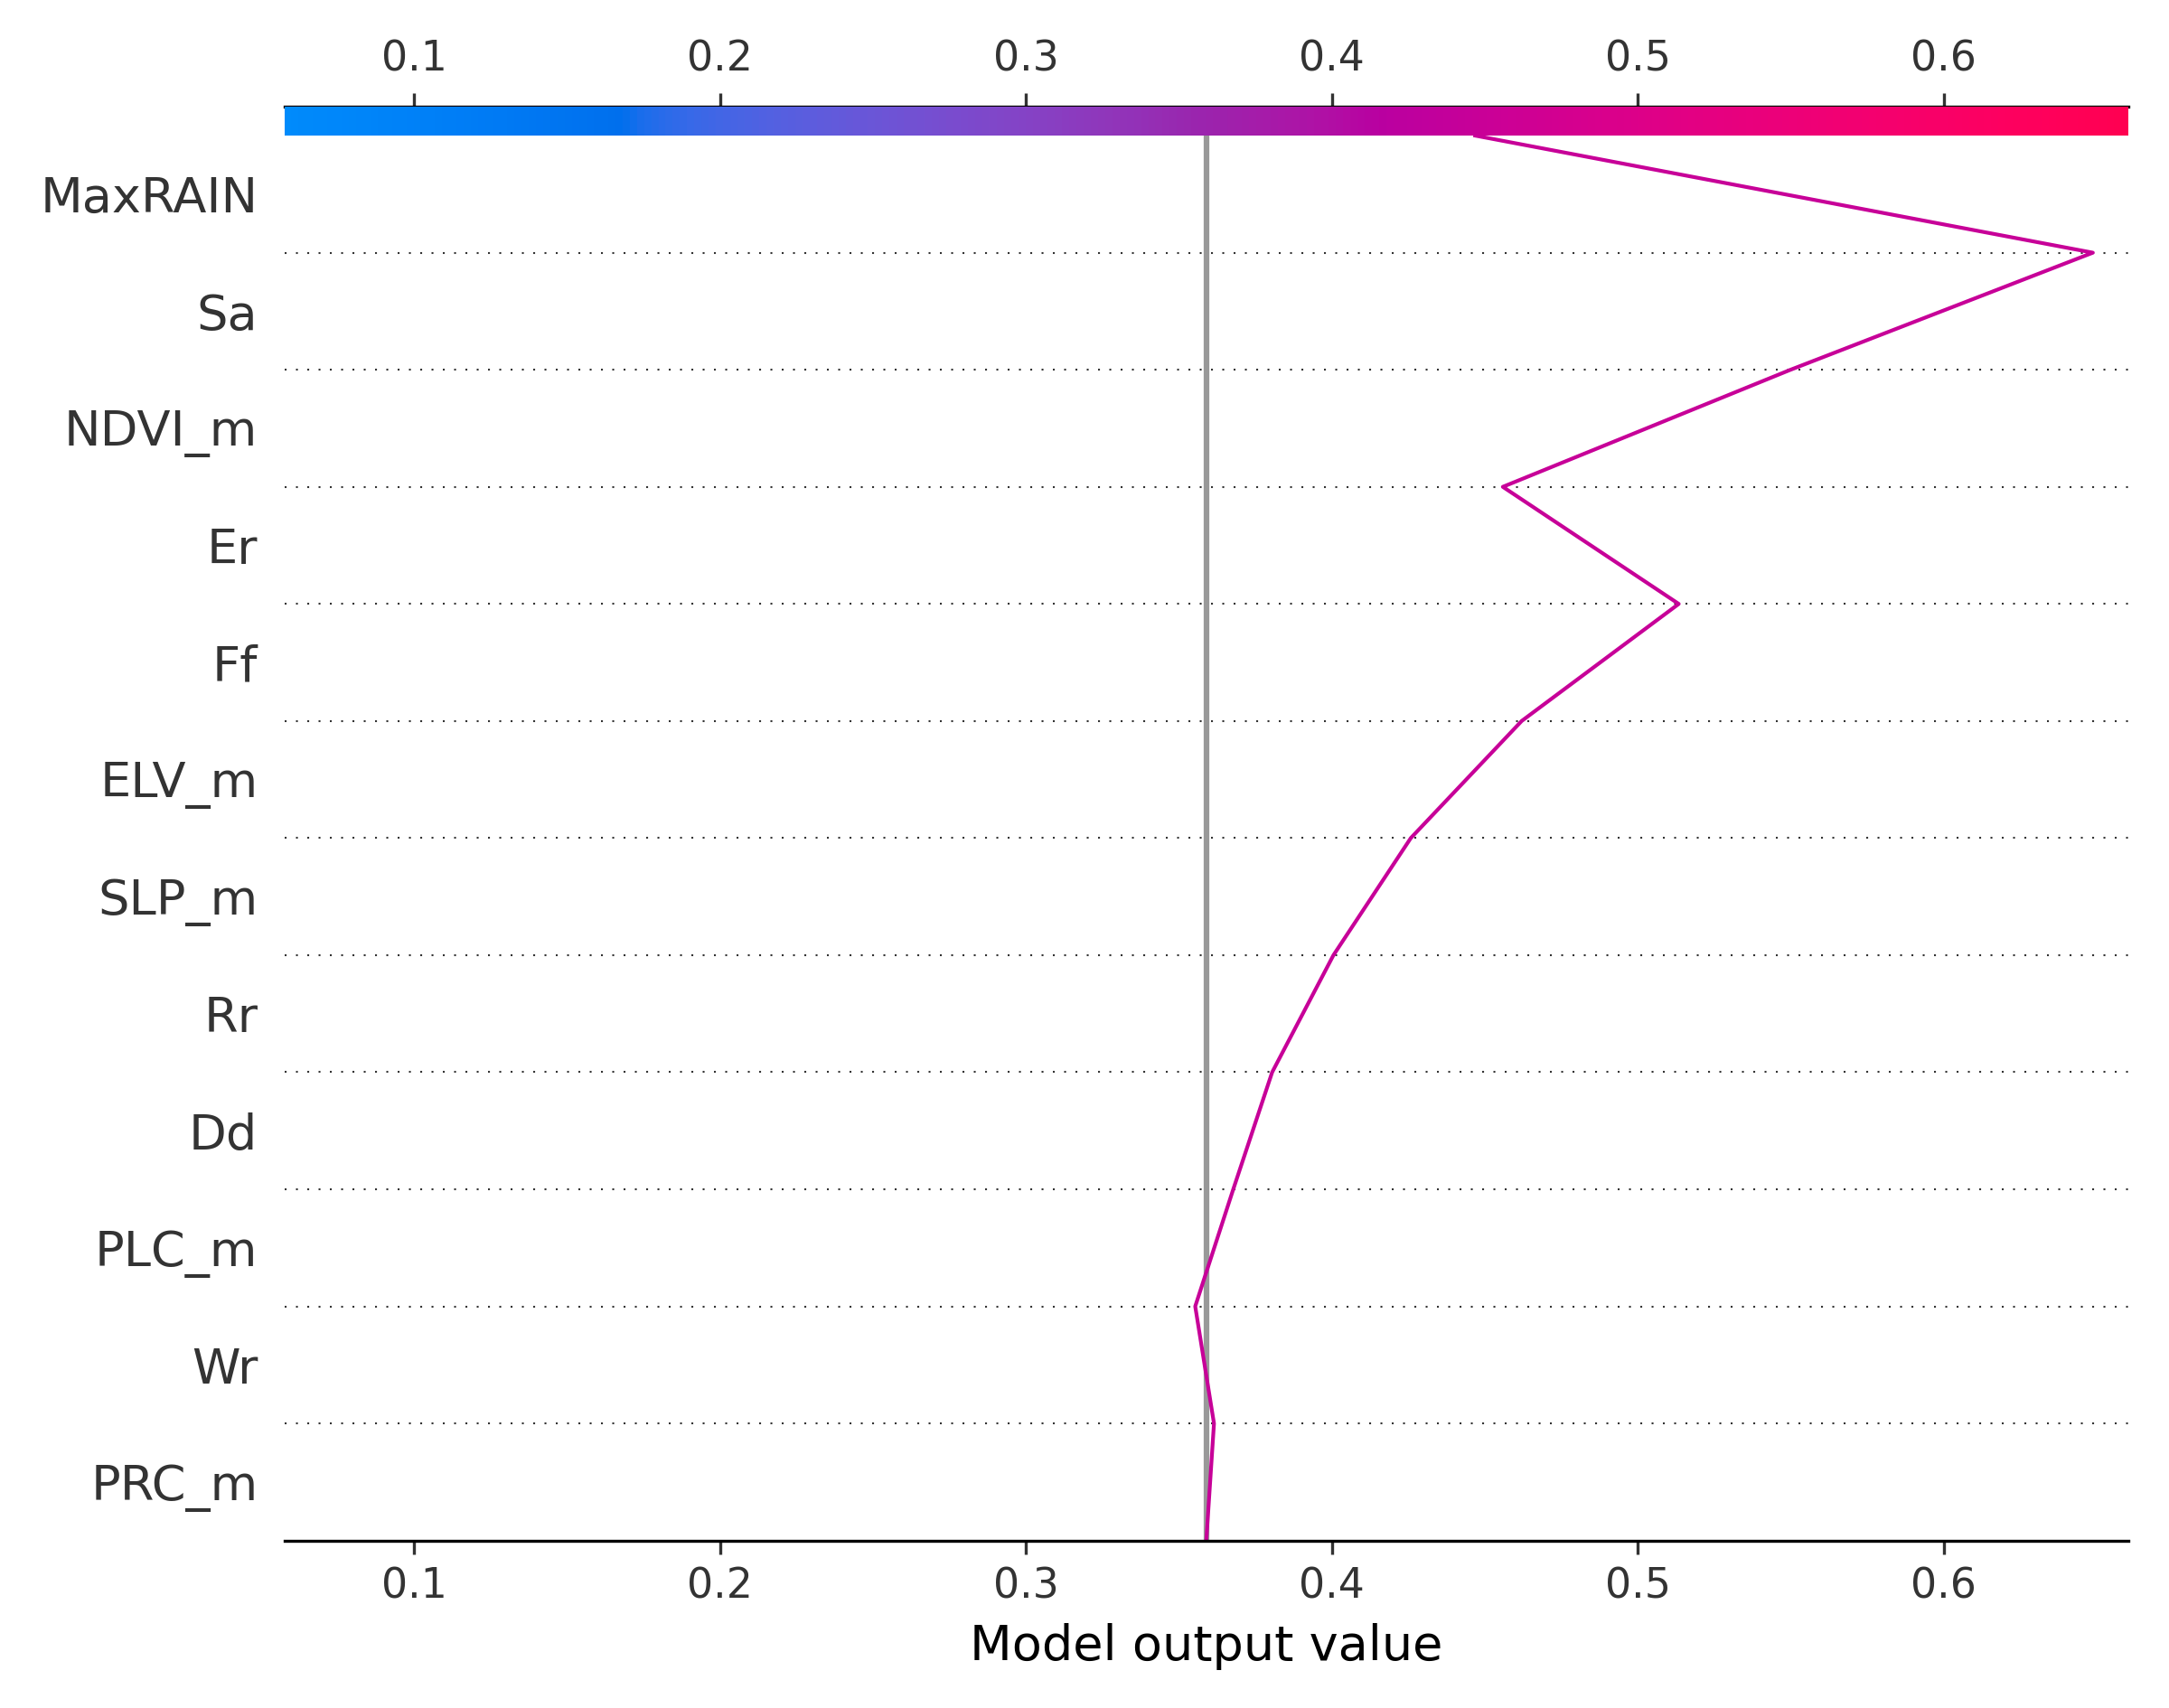 0.1 0.2 0.3 0.4 0.5 0.6
MaxRAIN
Sa
NDVI_m
Er
Ff
ELV_m
SLP_m
Rr
Dd
PLC_m
Wr
PRC_m
0.1 0.2 0.3 0.4 0.5 0.6
Model output value